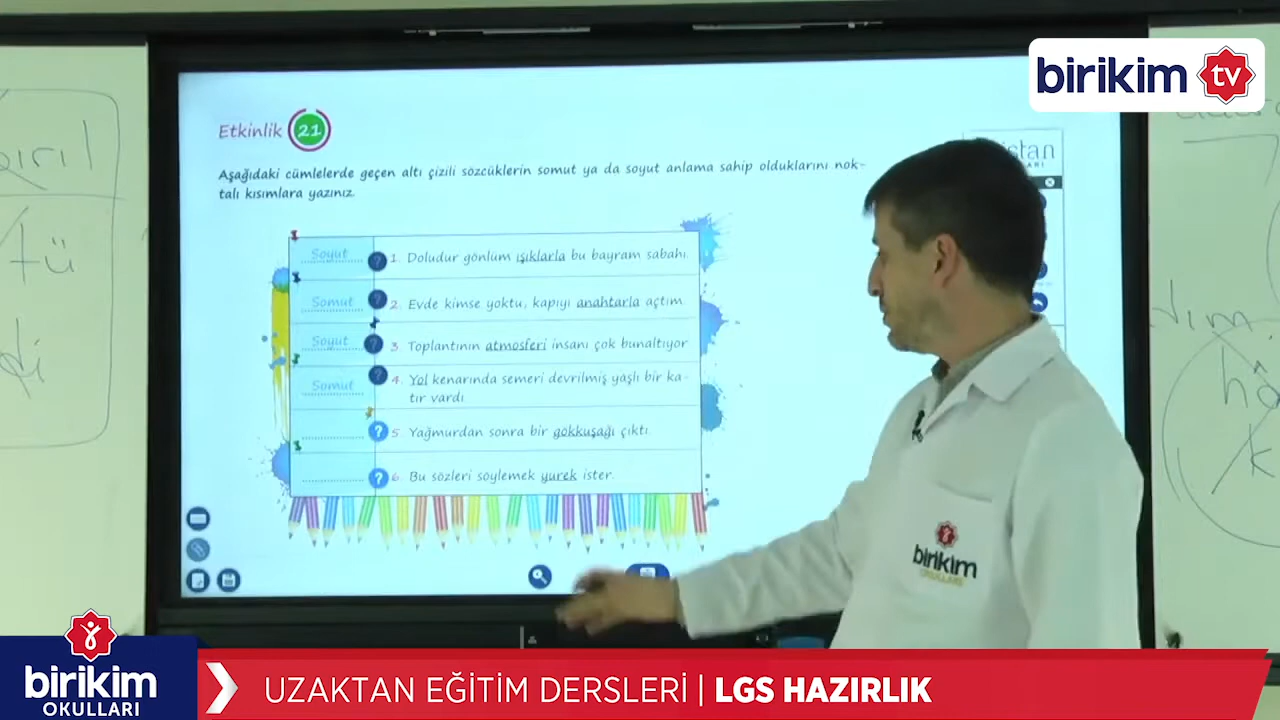 birikim tv
Etkinlik 21
Aşağıdaki cümlelerde geçen altı çizili sözcüklerin somut ya da soyut anlama sahip olduklarını nok-
talı kısımlara yazınız.
Soyut ? 1. Doludur gönlüm ışıklarla bu bayram sabahı.
Somut ? 2. Evde kimse yoktu, kapıyı anahtarla açtım.
Soyut ? 3. Toplantının atmosferi insanı çok bunaltıyor
Somut ? 4. Yol kenarında semeri devrilmiş yaşlı bir ka-
tır vardı.
............... ? 5. Yağmurdan sonra bir gökkuşağı çıktı.
............... ? 6. Bu sözleri söylemek yürek ister.
tü
dım
birikim
OKULLARI
birikim
OKULLARI
UZAKTAN EĞİTİM DERSLERİ | LGS HAZIRLIK